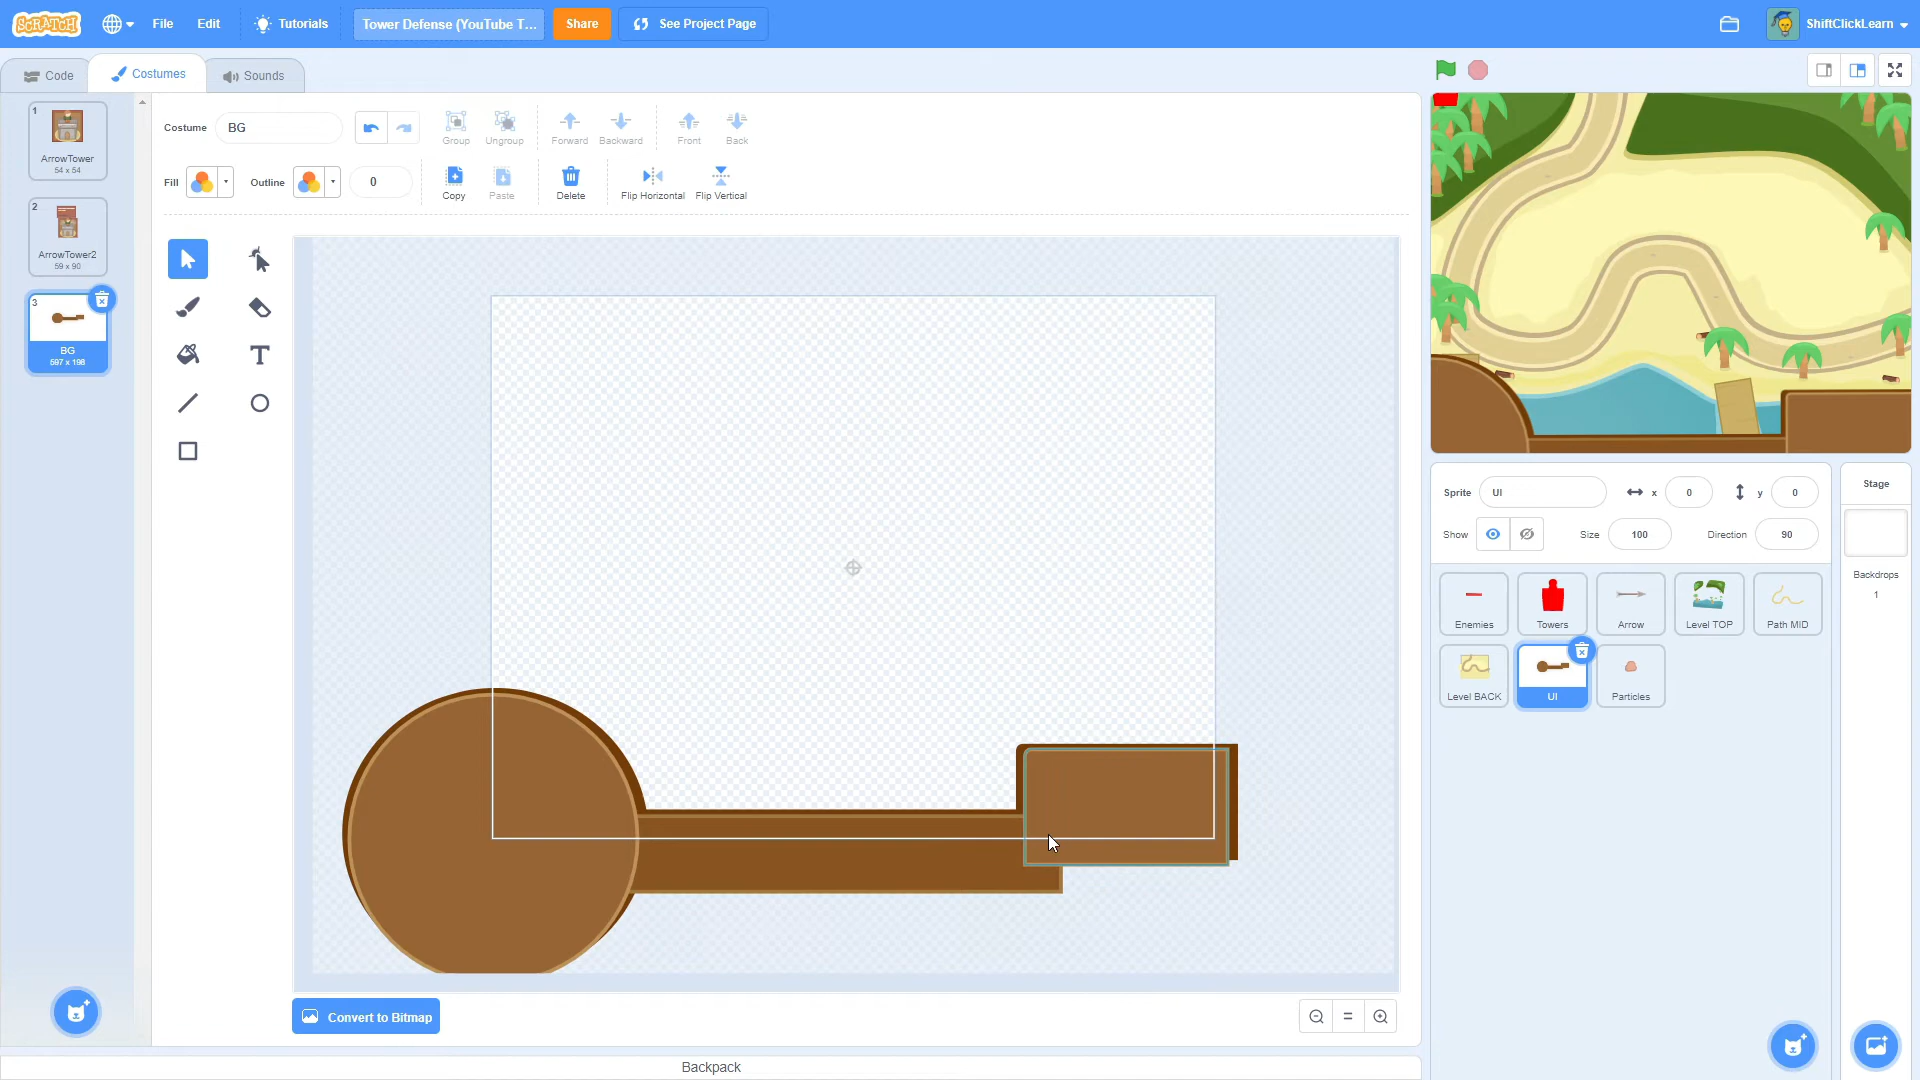 SCRATCH
File
Edit
Tutorials
Tower Defense (YouTube T...
Share
See Project Page
ShiftClickLearn
Code
Costumes
Sounds
1
ArrowTower
54 x 54
2
ArrowTower2
59 x 90
3
BG
597 x 198
Costume
BG
Group
Ungroup
Forward
Backward
Front
Back
Fill
Outline
0
Copy
Paste
Delete
Flip Horizontal
Flip Vertical
T
Convert to Bitmap
Backpack
Sprite
UI
x
0
y
0
Show
Size
100
Direction
90
Enemies
Towers
Arrow
Level TOP
Path MID
Level BACK
UI
Particles
Stage
Backdrops
1